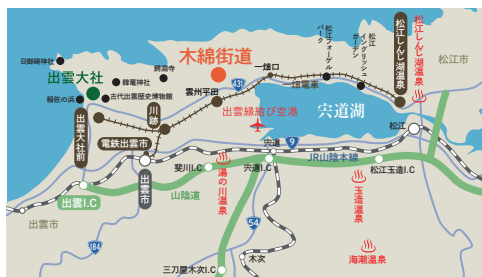 日御碕神社
出雲大社
稲佐の浜
韓竈神社
古代出雲歴史博物館
鰐淵寺
木綿街道
431
一畑口
松江フォーゲル
パーク
松江
イングリッシュ
ガーデン
松江しんじ湖温泉
松江しんじ湖温泉
松江市
雲州平田
一畑電車
川跡
出雲縁結び空港
宍道湖
出雲大社前
電鉄出雲市
9
宍道
松江
出雲市
斐川I.C
湯の川温泉
宍道I.C
JR山陰本線
松江玉造I.C
出雲I.C
山陰道
玉造温泉
出雲市
184
54
木次
三刀屋木次I.C
海潮温泉